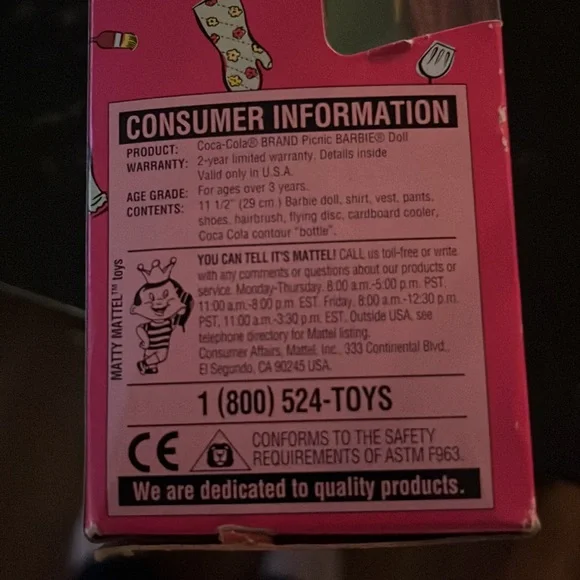 CONSUMER INFORMATION
PRODUCT: Coca-Cola® BRAND Picnic BARBIE® Doll
WARRANTY: 2-year limited warranty. Details inside
Valid only in U.S.A.
AGE GRADE: For ages over 3 years.
CONTENTS: 11 1/2" (29 cm.) Barbie doll, shirt, vest, pants,
shoes, hairbrush, flying disc, cardboard cooler,
Coca Cola contour "bottle".
MATTY MATTEL™ toys
YOU CAN TELL IT'S MATTEL! CALL us toll-free or write
with any comments or questions about our products or
service. Monday-Thursday, 8:00 a.m.-5:00 p.m. PST,
11:00 a.m.-8:00 p.m. EST. Friday, 8:00 a.m.-12:30 p.m.
PST, 11:00 a.m.-3:30 p.m. EST. Outside USA, see
telephone directory for Mattel listing.
Consumer Affairs, Mattel, Inc., 333 Continental Blvd.,
El Segundo, CA 90245 USA.
1 (800) 524-TOYS
CE
CONFORMS TO THE SAFETY
REQUIREMENTS OF ASTM F963.
We are dedicated to quality products.